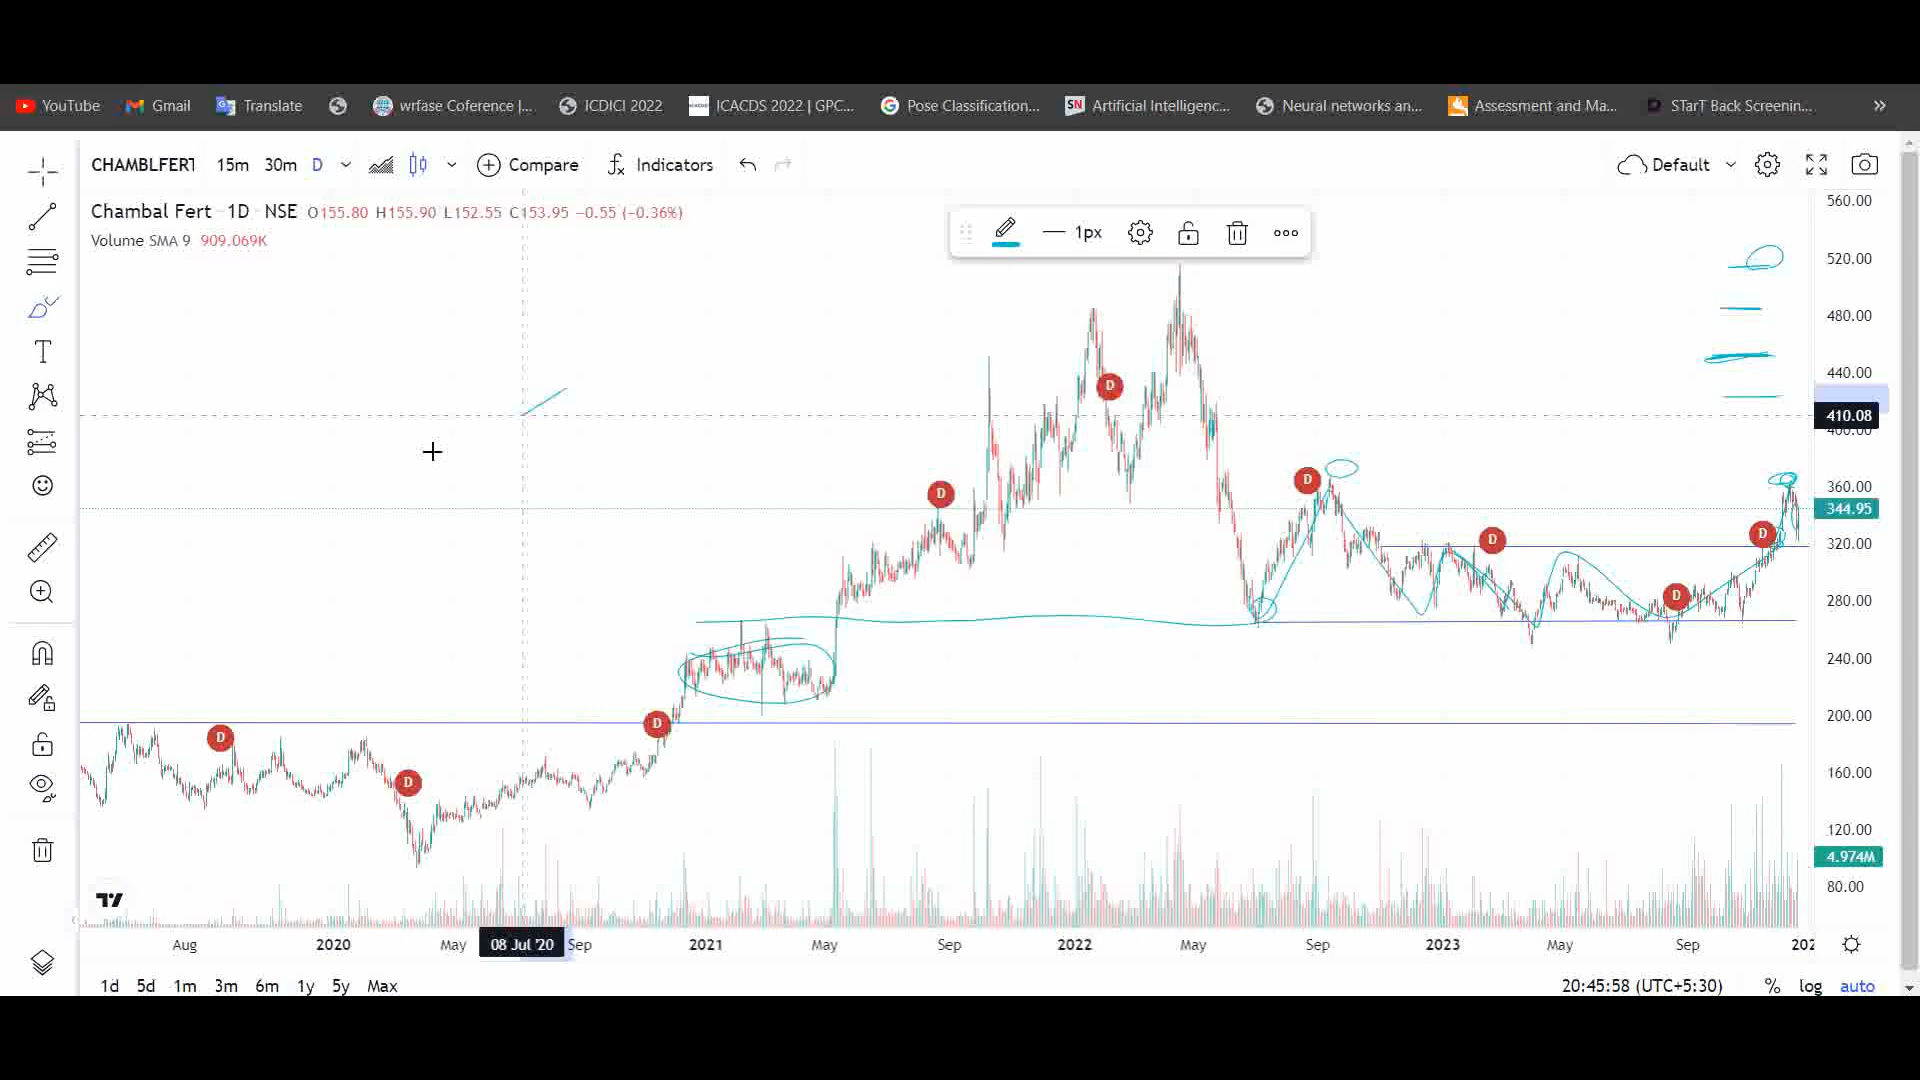 YouTube Gmail Translate wrfase Coference |... ICDICI 2022 ICACDS 2022 | GPC... Pose Classification... SN Artificial Intelligenc... Neural networks an... Assessment and Ma... STarT Back Screenin... »
CHAMBLFERT 15m 30m D Compare Indicators Default
Chambal Fert 1D NSE O155.80 H155.90 L152.55 C153.95 −0.55 (−0.36%)
Volume SMA 9 909.069K
1px
560.00
520.00
480.00
440.00
410.08
400.00
360.00
344.95
320.00
280.00
240.00
200.00
160.00
120.00
4.974M
80.00
D
D
D
D
D
D
D
D
D
Aug 2020 May 08 Jul '20 Sep 2021 May Sep 2022 May Sep 2023 May Sep 202
1d 5d 1m 3m 6m 1y 5y Max 20:45:58 (UTC+5:30) % log auto